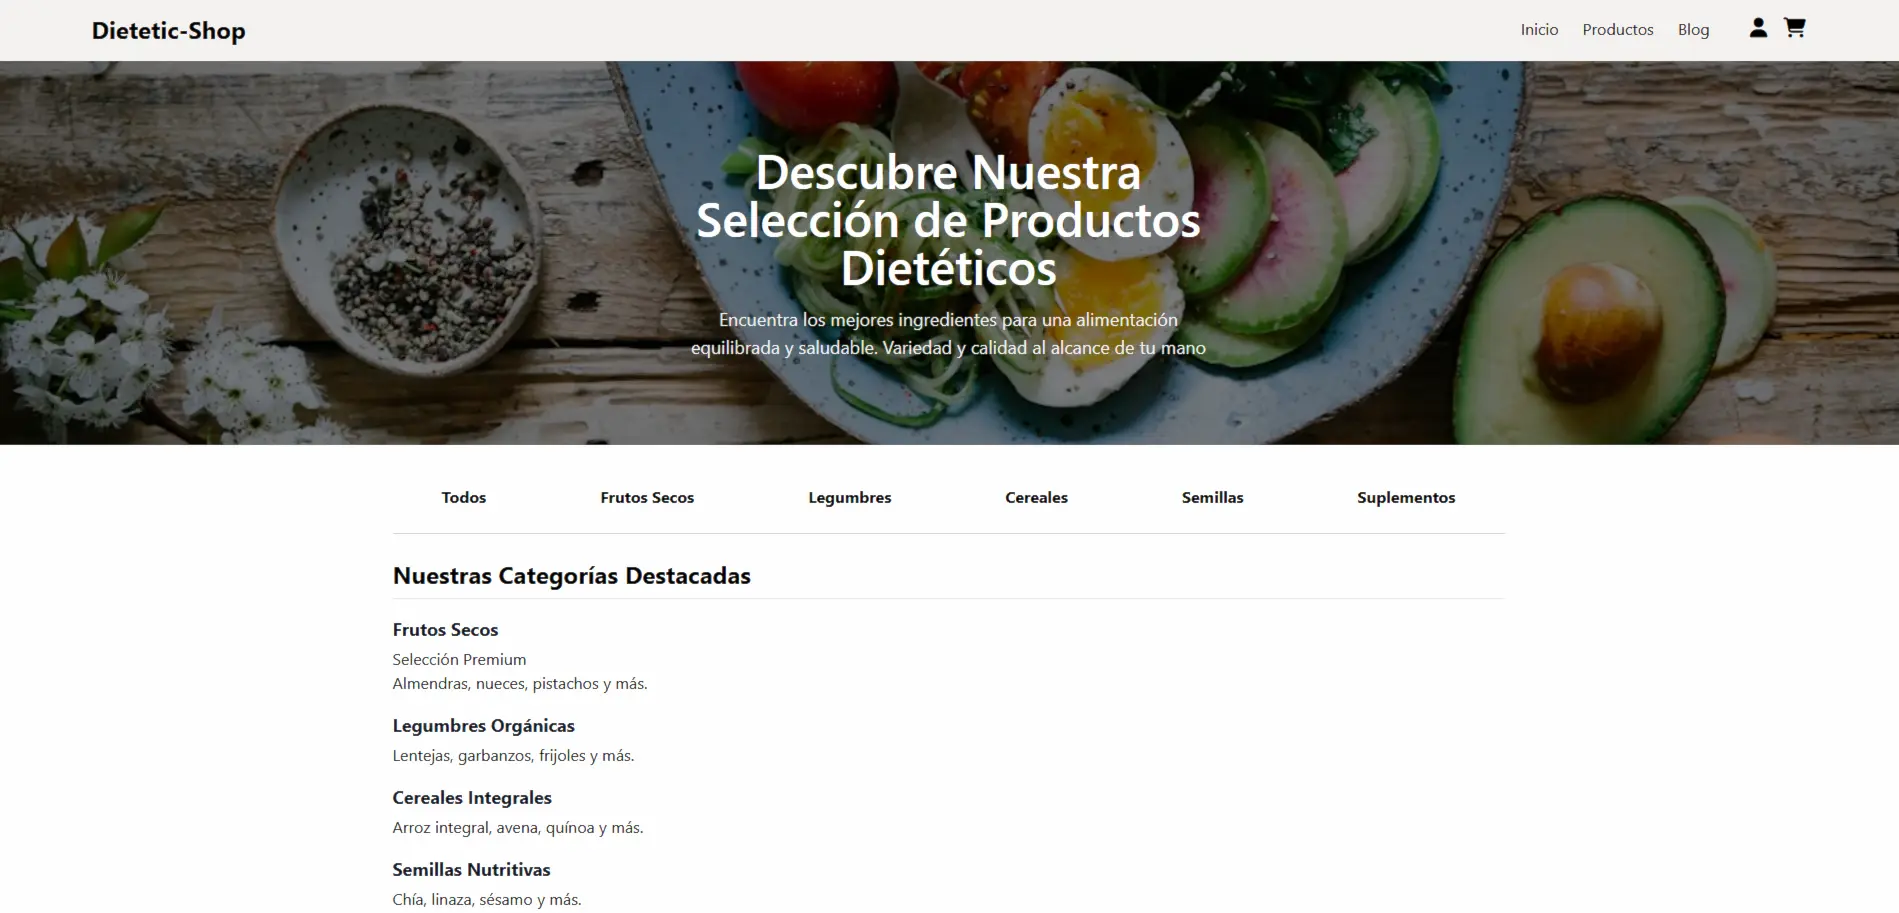 Dietetic-Shop
Inicio Productos Blog
Descubre Nuestra
Selección de Productos
Dietéticos
Encuentra los mejores ingredientes para una alimentación
equilibrada y saludable. Variedad y calidad al alcance de tu mano
Todos Frutos Secos Legumbres Cereales Semillas Suplementos
Nuestras Categorías Destacadas
Frutos Secos
Selección Premium
Almendras, nueces, pistachos y más.
Legumbres Orgánicas
Lentejas, garbanzos, frijoles y más.
Cereales Integrales
Arroz integral, avena, quínoa y más.
Semillas Nutritivas
Chía, linaza, sésamo y más.